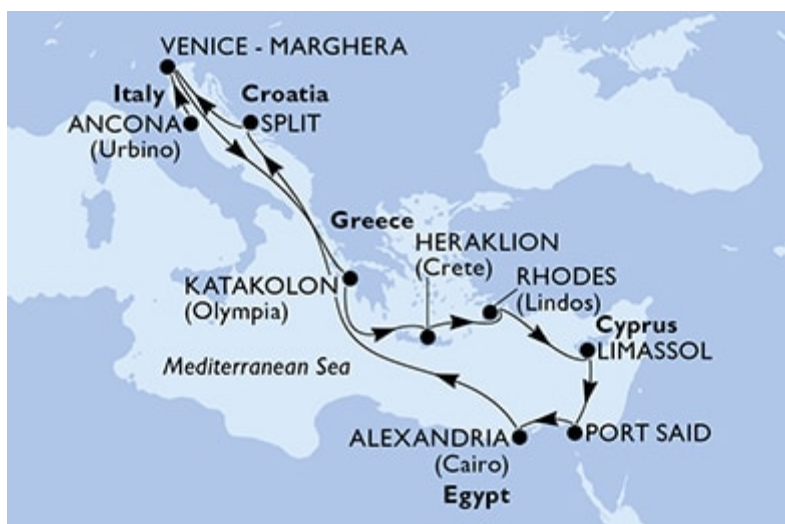 VENICE - MARGHERA
Italy
Croatia
ANCONA
SPLIT
(Urbino)
Greece
HERAKLION
(Crete)
KATAKOLON
(Olympia)
RHODES
(Lindos)
Cyprus
LIMASSOL
Mediterranean Sea
ALEXANDRIA
(Cairo)
PORT SAID
Egypt